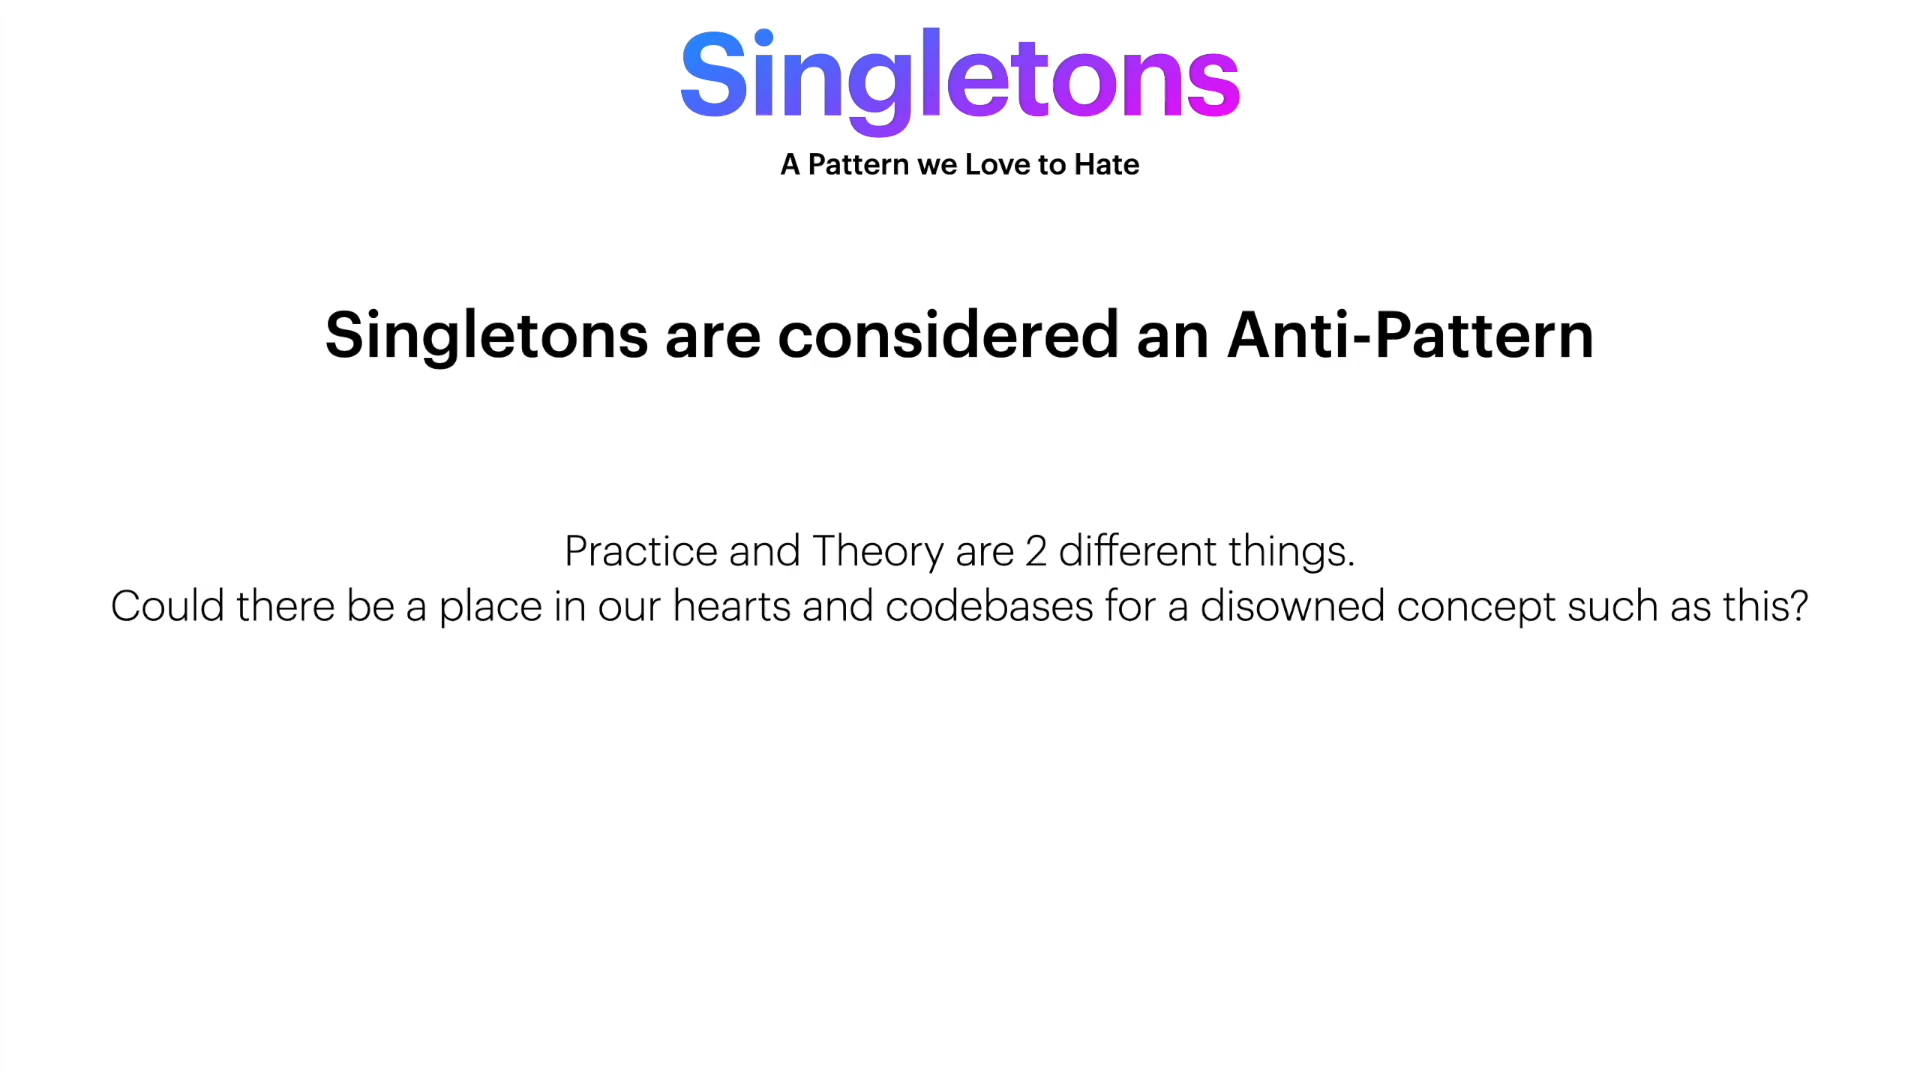 Singletons
A Pattern we Love to Hate
Singletons are considered an Anti-Pattern
Practice and Theory are 2 different things.
Could there be a place in our hearts and codebases for a disowned concept such as this?